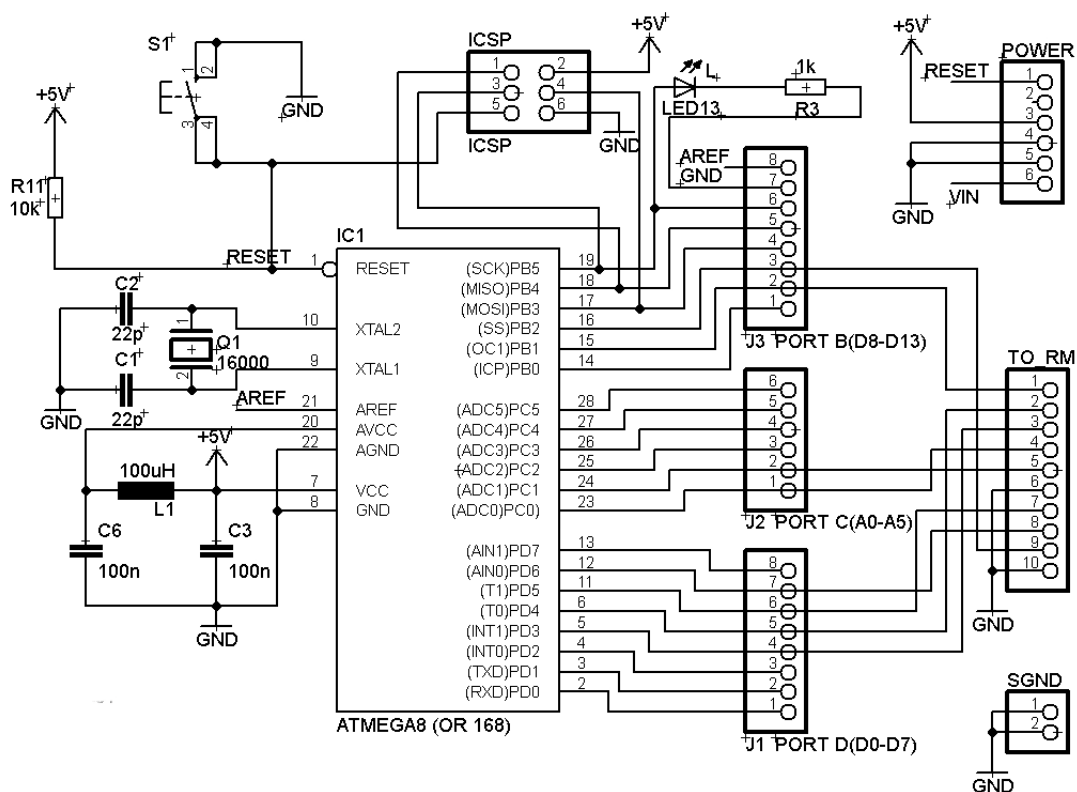 S1
GND
+5V
R11
10k
RESET
ICSP
1 2
3 4
5 6
ICSP
+5V
GND
L
LED13
1k
R3
AREF
GND
8
7
6
5
4
3
2
1
J3 PORT B(D8-D13)
+5V
POWER
RESET
1
2
3
4
5
6
VIN
GND
1
2
3
4
C2
22p
C1
22p
1
Q1
16000
2
GND
AREF
+5V
100uH
L1
C6
100n
C3
100n
GND
IC1
1 RESET
10 XTAL2
9 XTAL1
21 AREF
20 AVCC
22 AGND
7 VCC
8 GND
(SCK)PB5 19
(MISO)PB4 18
(MOSI)PB3 17
(SS)PB2 16
(OC1)PB1 15
(ICP)PB0 14
(ADC5)PC5 28
(ADC4)PC4 27
(ADC3)PC3 26
(ADC2)PC2 25
(ADC1)PC1 24
(ADC0)PC0) 23
(AIN1)PD7 13
(AIN0)PD6 12
(T1)PD5 11
(T0)PD4 6
(INT1)PD3 5
(INT0)PD2 4
(TXD)PD1 3
(RXD)PD0 2
ATMEGA8 (OR 168)
6
5
4
3
2
1
J2 PORT C(A0-A5)
8
7
6
5
4
3
2
1
J1 PORT D(D0-D7)
TO_RM
1
2
3
4
5
6
7
8
9
10
GND
SGND
1
2
GND